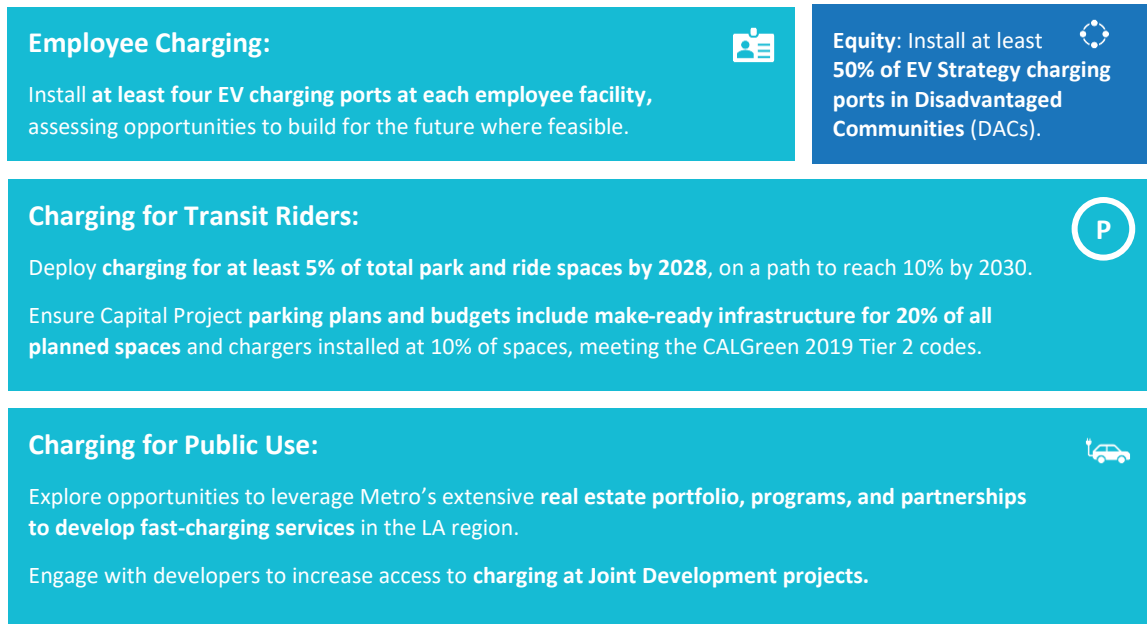 Employee Charging:
Install at least four EV charging ports at each employee facility,
assessing opportunities to build for the future where feasible.
Equity: Install at least
50% of EV Strategy charging
ports in Disadvantaged
Communities (DACs).
Charging for Transit Riders:
P
Deploy charging for at least 5% of total park and ride spaces by 2028, on a path to reach 10% by 2030.
Ensure Capital Project parking plans and budgets include make-ready infrastructure for 20% of all
planned spaces and chargers installed at 10% of spaces, meeting the CALGreen 2019 Tier 2 codes.
Charging for Public Use:
Explore opportunities to leverage Metro’s extensive real estate portfolio, programs, and partnerships
to develop fast-charging services in the LA region.
Engage with developers to increase access to charging at Joint Development projects.